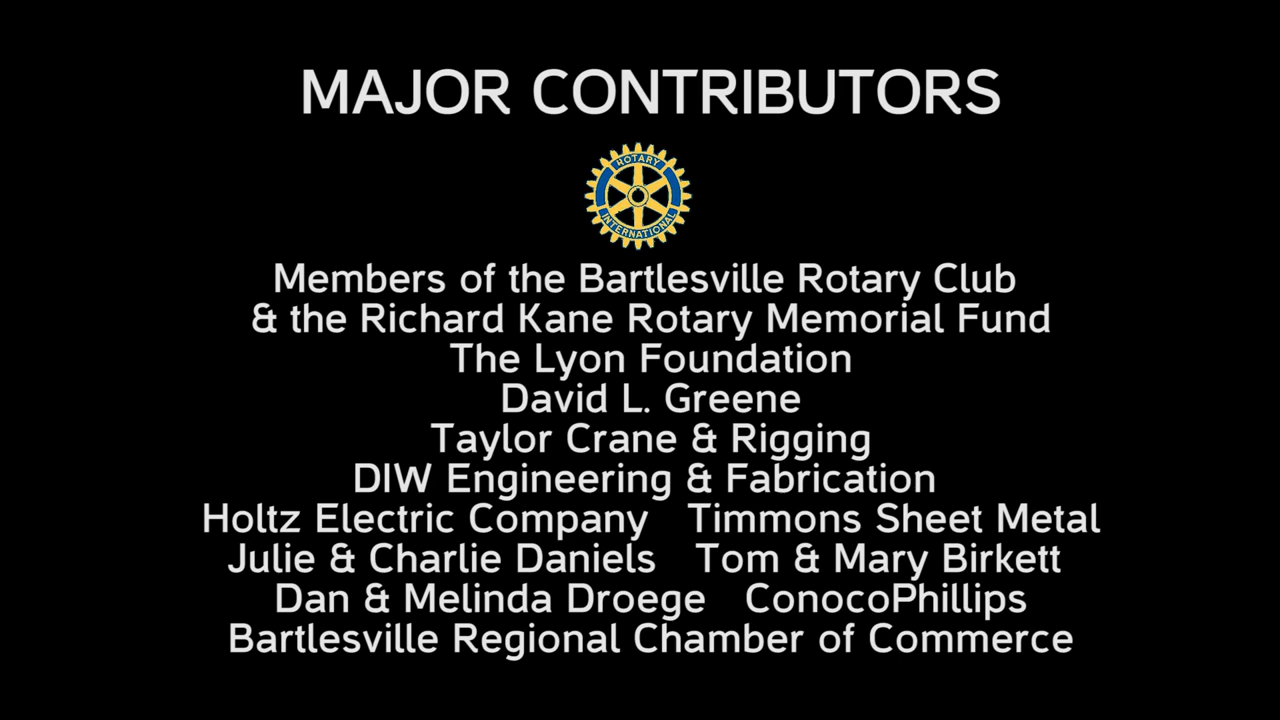 MAJOR CONTRIBUTORS
ROTARY
INTERNATIONAL
Members of the Bartlesville Rotary Club
& the Richard Kane Rotary Memorial Fund
The Lyon Foundation
David L. Greene
Taylor Crane & Rigging
DIW Engineering & Fabrication
Holtz Electric Company Timmons Sheet Metal
Julie & Charlie Daniels Tom & Mary Birkett
Dan & Melinda Droege ConocoPhillips
Bartlesville Regional Chamber of Commerce